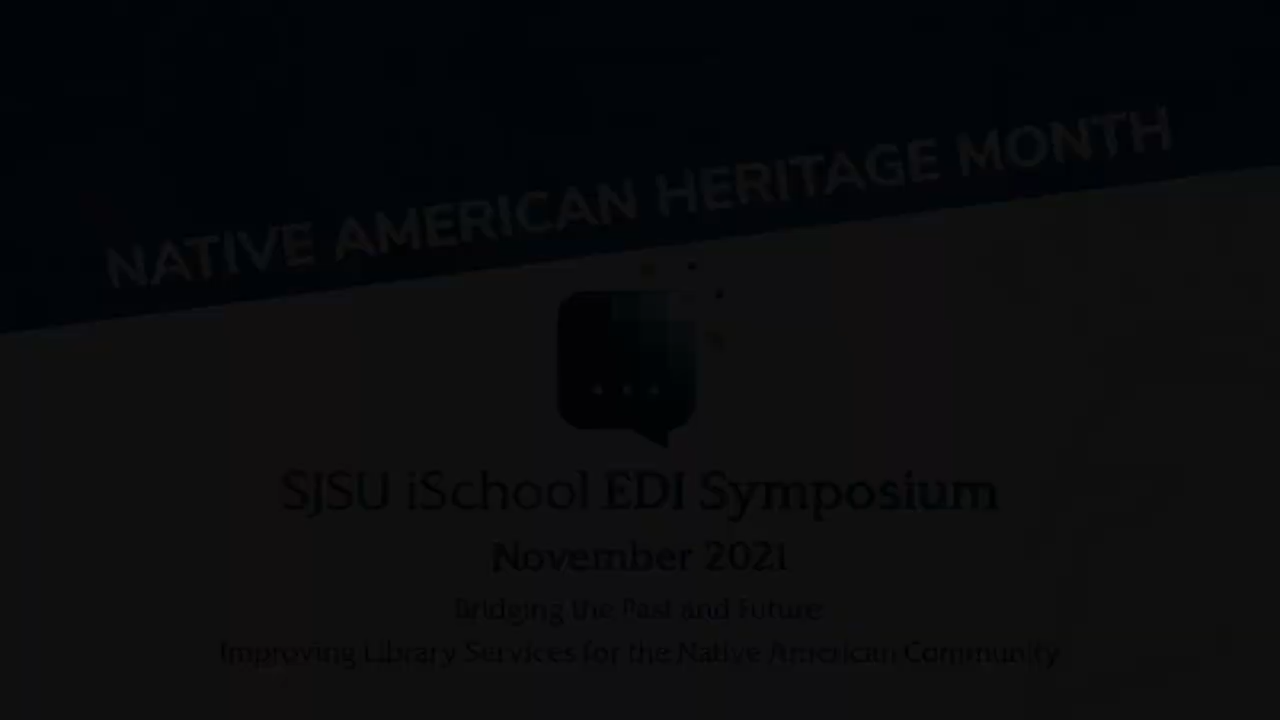 NATIVE AMERICAN HERITAGE MONTH
SJSU iSchool EDI Symposium
November 2021
Bridging the Past and Future
Improving Library Services for the Native American Community